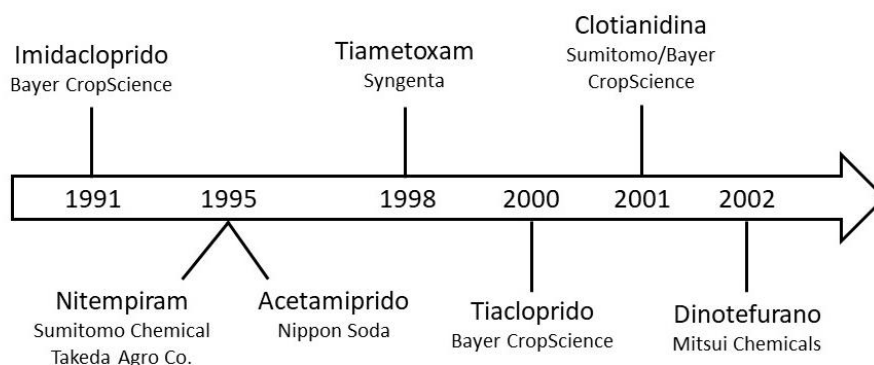 Imidacloprido
Bayer CropScience
Tiametoxam
Syngenta
Clotianidina
Sumitomo/Bayer
CropScience
1991 1995 1998 2000 2001 2002
Nitempiram
Sumitomo Chemical
Takeda Agro Co.
Acetamiprido
Nippon Soda
Tiacloprido
Bayer CropScience
Dinotefurano
Mitsui Chemicals